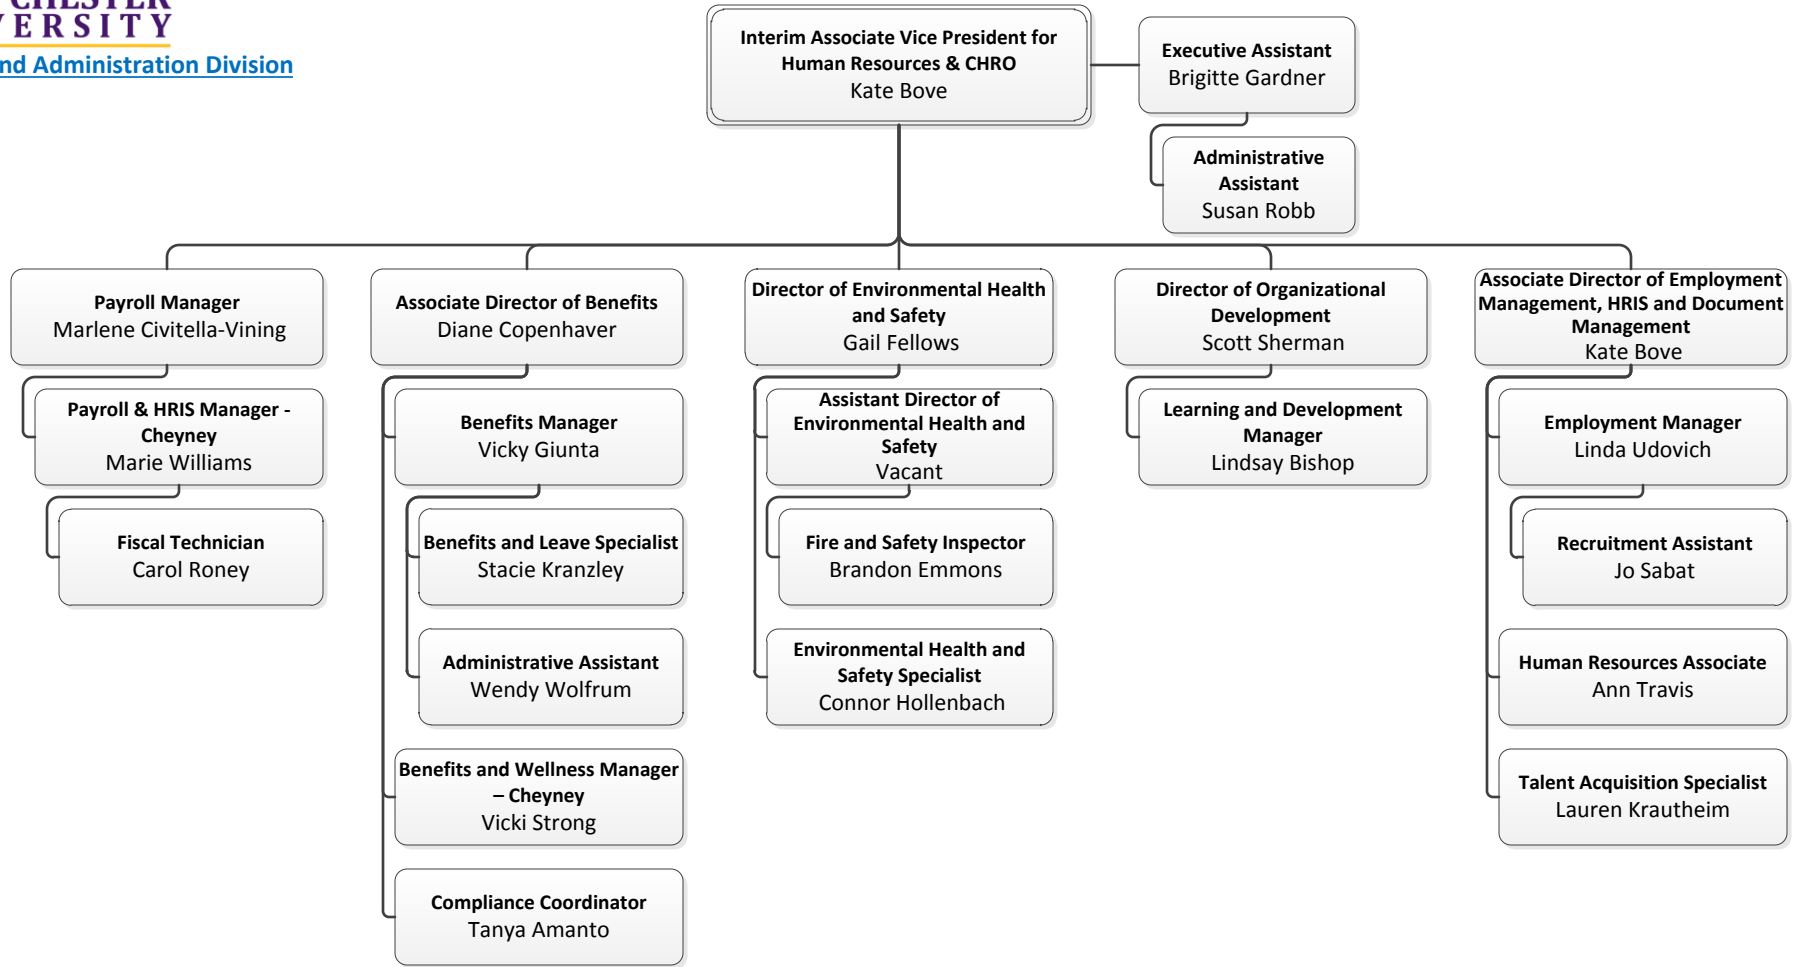 VERSITY
nd Administration Division
Interim Associate Vice President for
Human Resources & CHRO
Kate Bove
Executive Assistant
Brigitte Gardner
Administrative
Assistant
Susan Robb
Payroll Manager
Marlene Civitella-Vining
Payroll & HRIS Manager -
Cheyney
Marie Williams
Fiscal Technician
Carol Roney
Associate Director of Benefits
Diane Copenhaver
Benefits Manager
Vicky Giunta
Benefits and Leave Specialist
Stacie Kranzley
Administrative Assistant
Wendy Wolfrum
Benefits and Wellness Manager
– Cheyney
Vicki Strong
Compliance Coordinator
Tanya Amanto
Director of Environmental Health
and Safety
Gail Fellows
Assistant Director of
Environmental Health and
Safety
Vacant
Fire and Safety Inspector
Brandon Emmons
Environmental Health and
Safety Specialist
Connor Hollenbach
Director of Organizational
Development
Scott Sherman
Learning and Development
Manager
Lindsay Bishop
Associate Director of Employment
Management, HRIS and Document
Management
Kate Bove
Employment Manager
Linda Udovich
Recruitment Assistant
Jo Sabat
Human Resources Associate
Ann Travis
Talent Acquisition Specialist
Lauren Krautheim